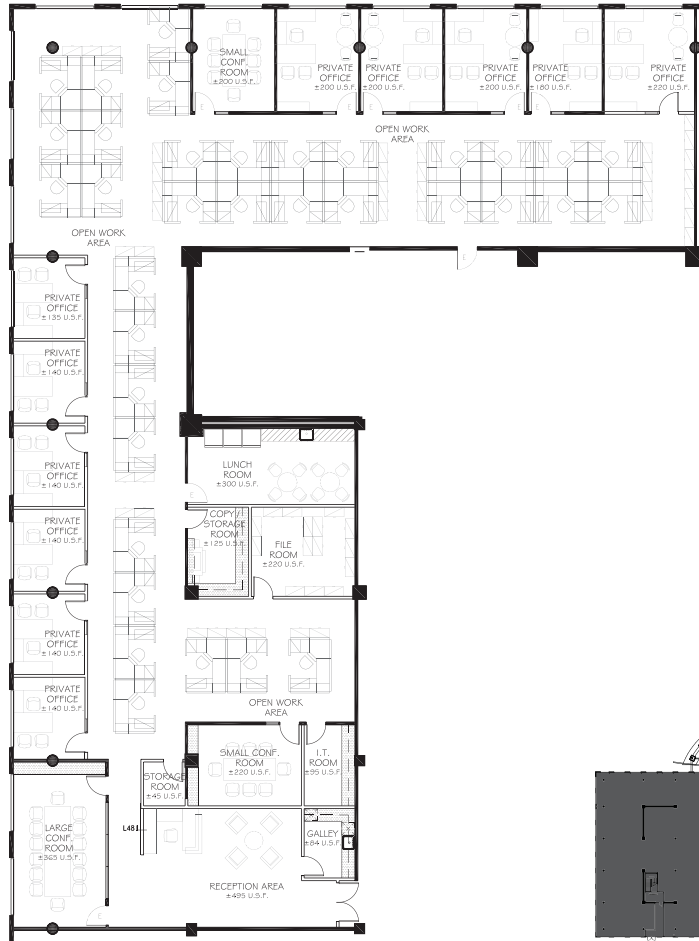 SMALL
CONF.
ROOM
±200 U.S.F.
PRIVATE
OFFICE
±200 U.S.F.
PRIVATE
OFFICE
±200 U.S.F.
PRIVATE
OFFICE
±200 U.S.F.
PRIVATE
OFFICE
±180 U.S.F.
PRIVATE
OFFICE
±220 U.S.F.
E
E
E
E
E
OPEN WORK
AREA
OPEN WORK
AREA
E
PRIVATE
OFFICE
±135 U.S.F.
PRIVATE
OFFICE
±140 U.S.F.
PRIVATE
OFFICE
±140 U.S.F.
PRIVATE
OFFICE
±140 U.S.F.
PRIVATE
OFFICE
±140 U.S.F.
PRIVATE
OFFICE
±140 U.S.F.
LUNCH
ROOM
±300 U.S.F.
E
COPY /
STORAGE
ROOM
±125 U.S.F.
FILE
ROOM
±220 U.S.F.
OPEN WORK
AREA
SMALL CONF.
ROOM
±220 U.S.F.
I.T.
ROOM
±95 U.S.F.
STORAGE
ROOM
±45 U.S.F.
LARGE
CONF.
ROOM
±365 U.S.F.
E
L481
GALLEY
±84 U.S.F.
RECEPTION AREA
±495 U.S.F.